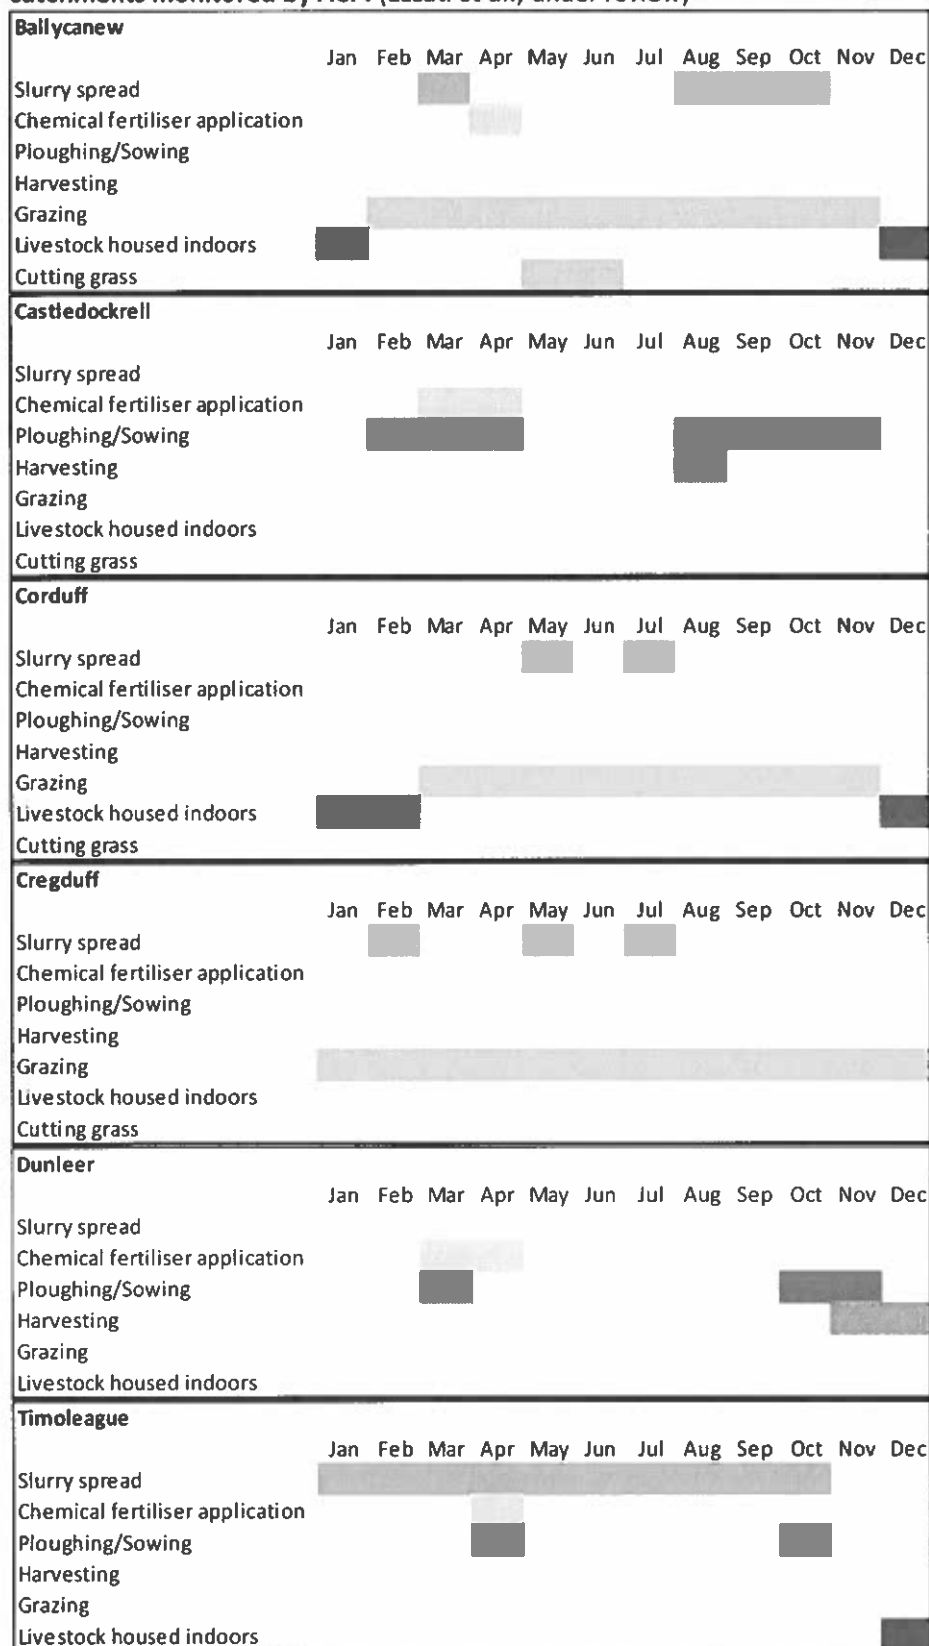 Ballycanew
Jan Feb Mar Apr May Jun Jul Aug Sep Oct Nov Dec
Slurry spread
Chemical fertiliser application
Ploughing/Sowing
Harvesting
Grazing
Livestock housed indoors
Cutting grass
Castledockrell
Jan Feb Mar Apr May Jun Jul Aug Sep Oct Nov Dec
Slurry spread
Chemical fertiliser application
Ploughing/Sowing
Harvesting
Grazing
Livestock housed indoors
Cutting grass
Corduff
Jan Feb Mar Apr May Jun Jul Aug Sep Oct Nov Dec
Slurry spread
Chemical fertiliser application
Ploughing/Sowing
Harvesting
Grazing
Livestock housed indoors
Cutting grass
Cregduff
Jan Feb Mar Apr May Jun Jul Aug Sep Oct Nov Dec
Slurry spread
Chemical fertiliser application
Ploughing/Sowing
Harvesting
Grazing
Livestock housed indoors
Cutting grass
Dunleer
Jan Feb Mar Apr May Jun Jul Aug Sep Oct Nov Dec
Slurry spread
Chemical fertiliser application
Ploughing/Sowing
Harvesting
Grazing
Livestock housed indoors
Timoleague
Jan Feb Mar Apr May Jun Jul Aug Sep Oct Nov Dec
Slurry spread
Chemical fertiliser application
Ploughing/Sowing
Harvesting
Grazing
Livestock housed indoors